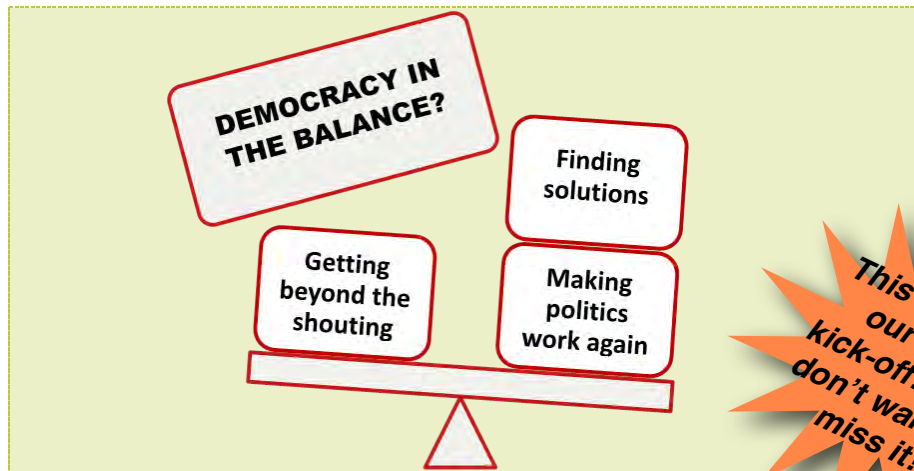 DEMOCRACY IN
THE BALANCE?
Finding
solutions
Getting
beyond the
shouting
Making
politics
work again
This
our
kick-off
don't
miss it!